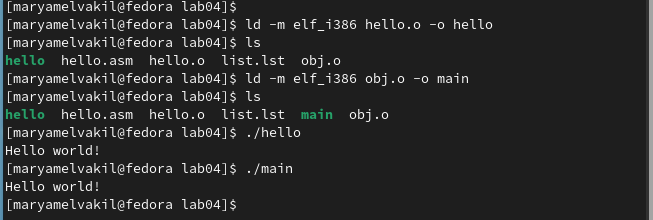 [maryamelvakil@fedora lab04]$
[maryamelvakil@fedora lab04]$ ld -m elf_i386 hello.o -o hello
[maryamelvakil@fedora lab04]$ ls
hello  hello.asm  hello.o  list.lst  obj.o
[maryamelvakil@fedora lab04]$ ld -m elf_i386 obj.o -o main
[maryamelvakil@fedora lab04]$ ls
hello  hello.asm  hello.o  list.lst  main  obj.o
[maryamelvakil@fedora lab04]$ ./hello
Hello world!
[maryamelvakil@fedora lab04]$ ./main
Hello world!
[maryamelvakil@fedora lab04]$